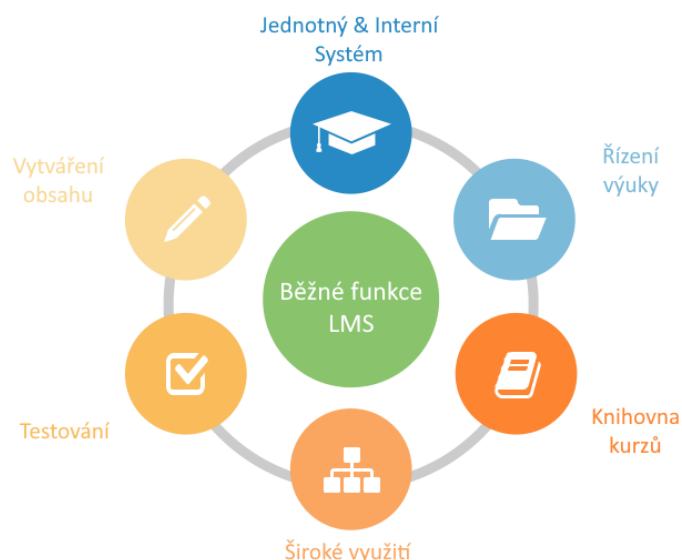 Jednotný & Interní
Systém
Vytváření
obsahu
Řízení
výuky
Běžné funkce
LMS
Testování
Knihovna
kurzů
Široké využití